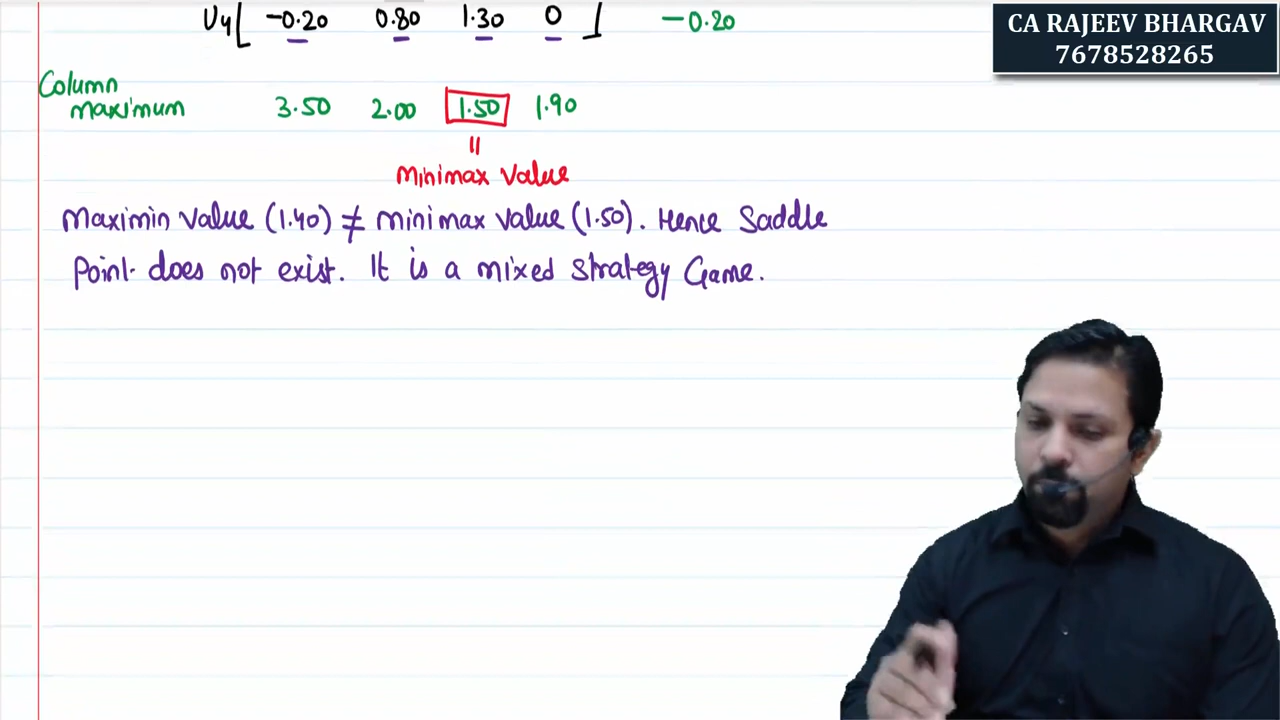 U4[ -0.20 0.80 1.30 0 ] -0.20
CA RAJEEV BHARGAV
7678528265
Column
maximum 3.50 2.00 1.50 1.90
=
Minimax Value
Maximin Value (1.40) ≠ minimax value (1.50). Hence Saddle
Point does not exist. It is a mixed strategy Game.